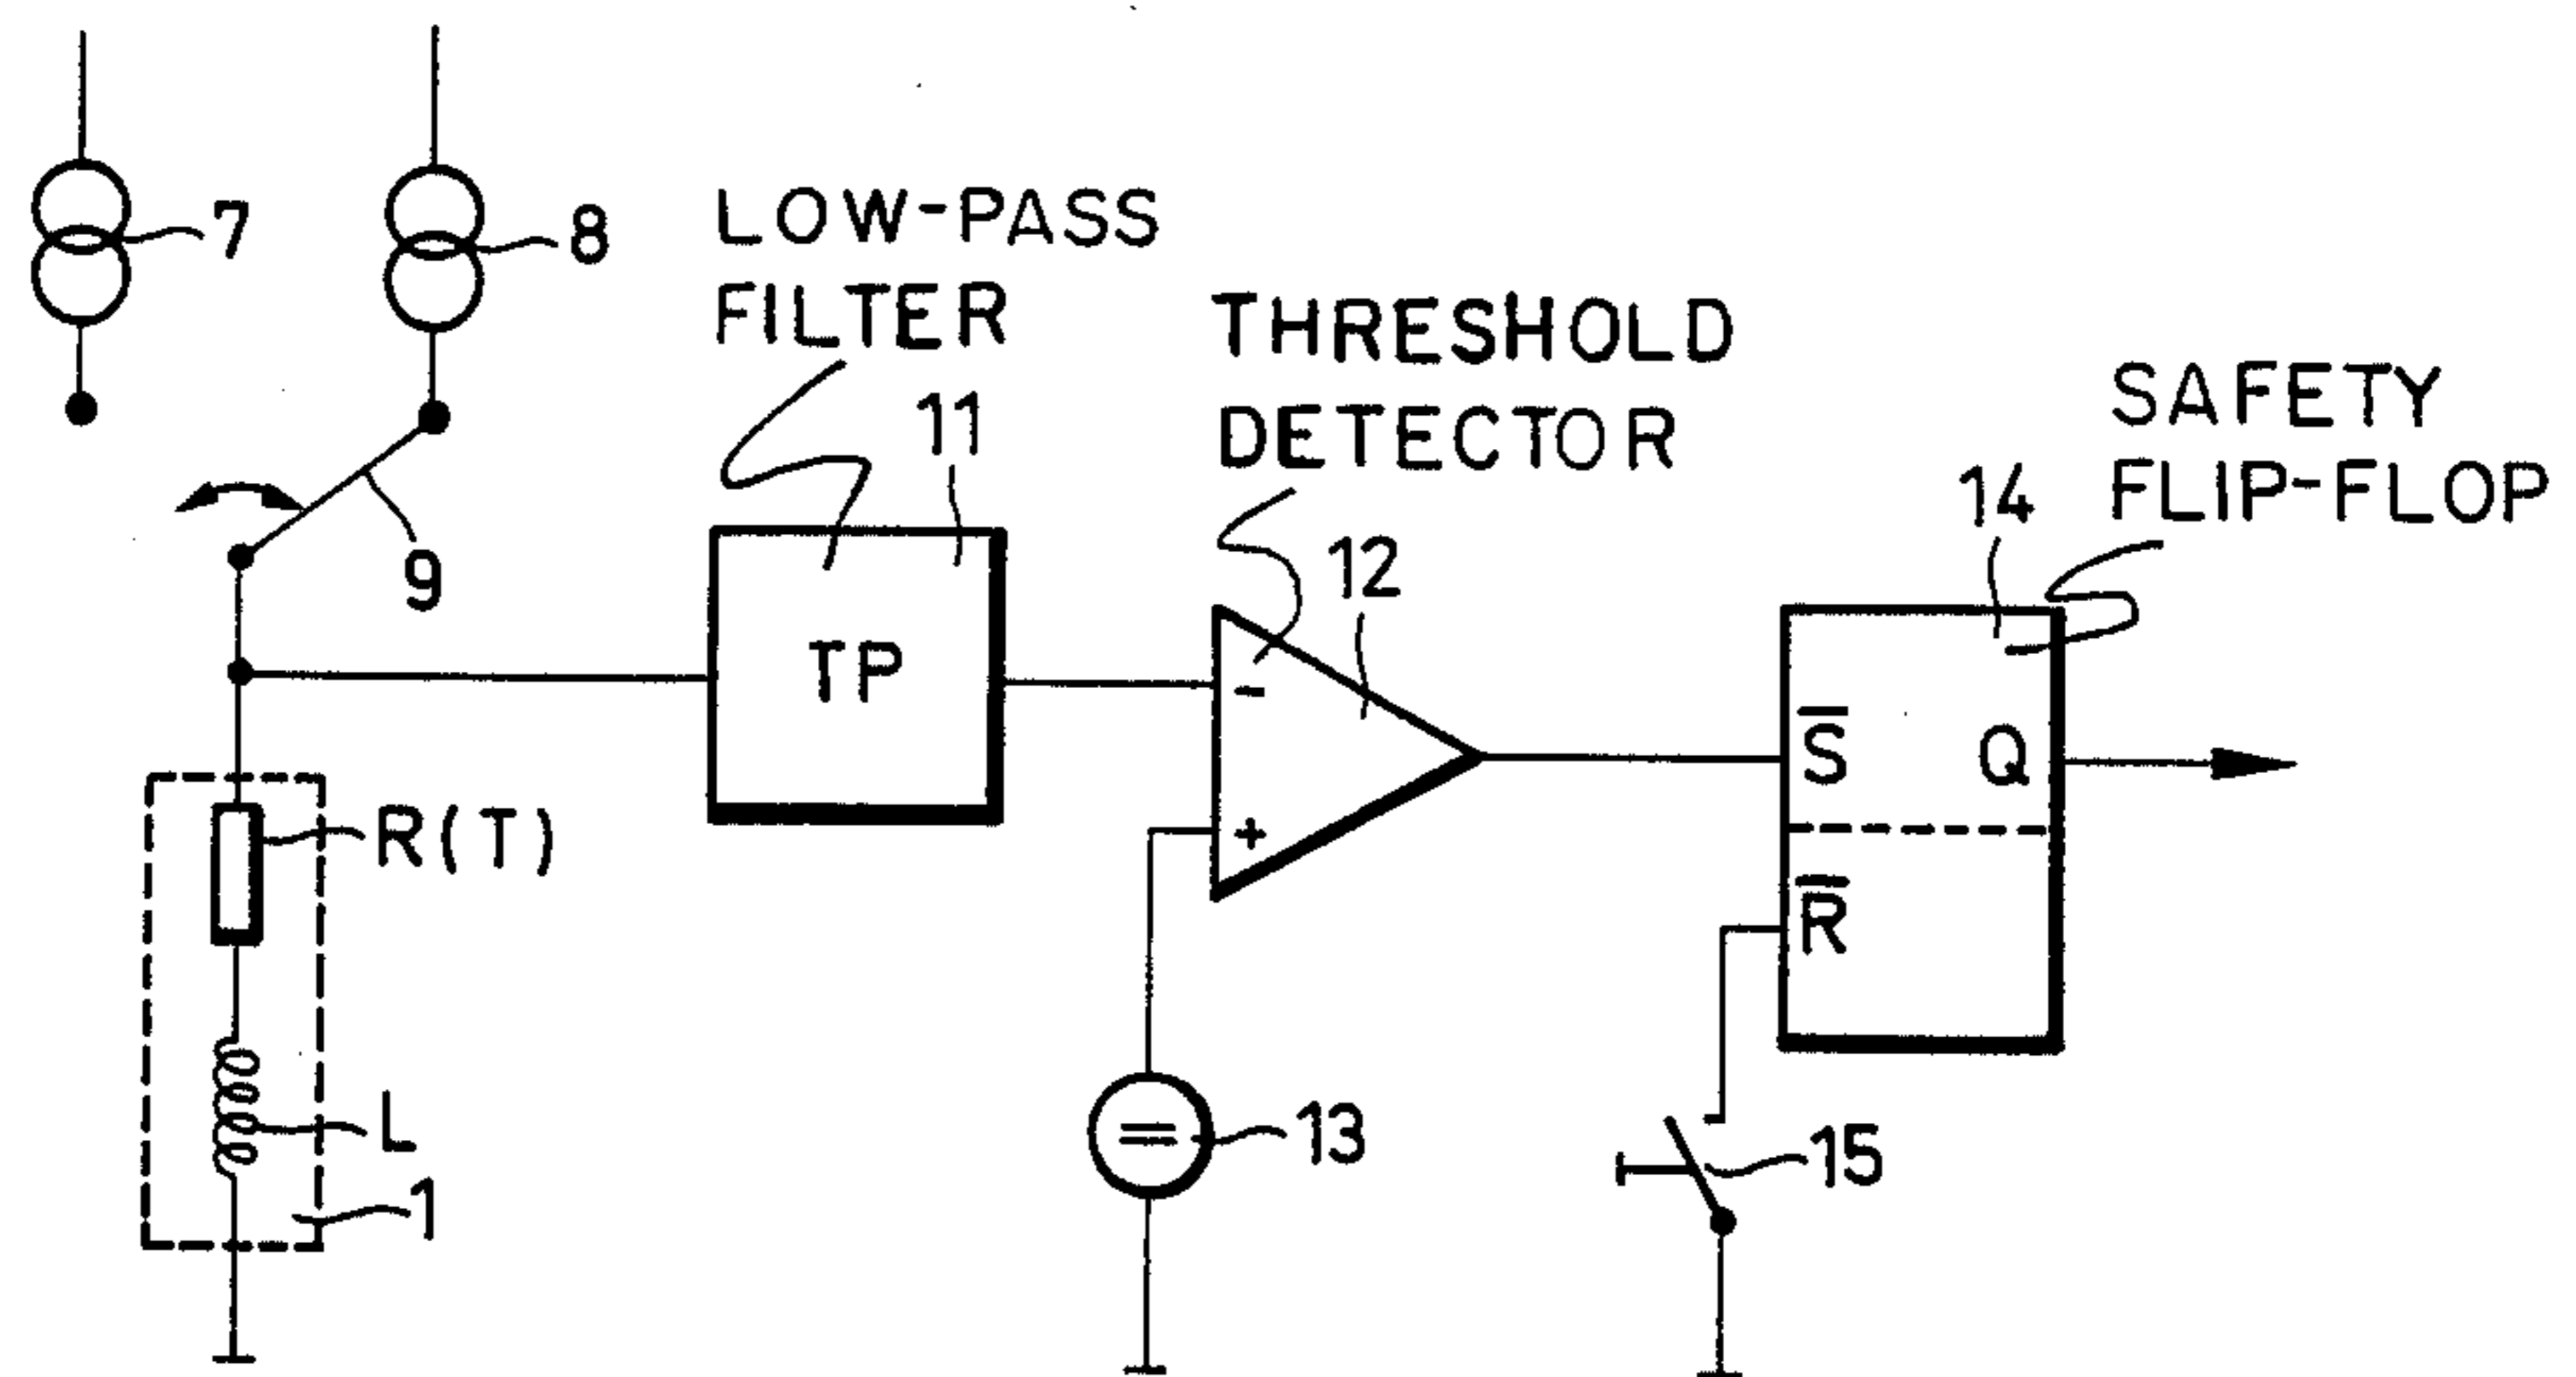 7
8
LOW-PASS
FILTER
11
THRESHOLD
DETECTOR
SAFETY
FLIP-FLOP
14
9
12
TP
-
+
S̅
Q
R̅
R(T)
L
1
=
13
15